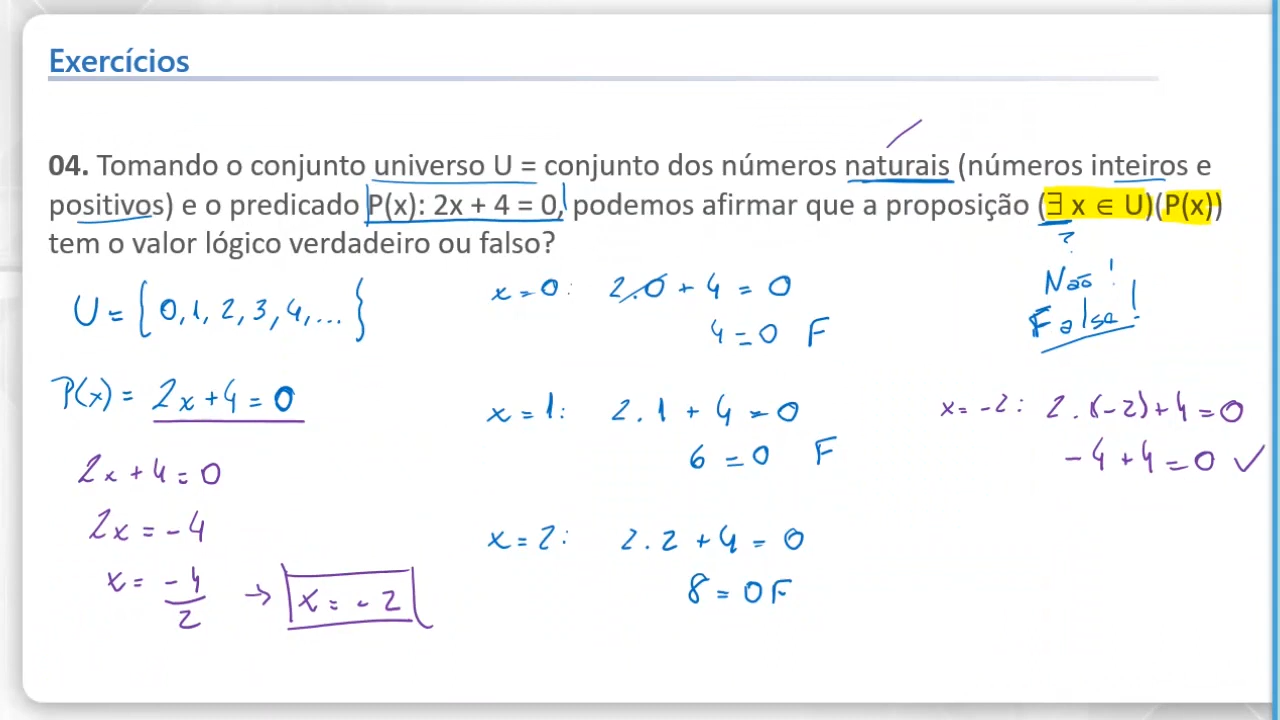 Exercícios
04. Tomando o conjunto universo U = conjunto dos números naturais (números inteiros e
positivos) e o predicado P(x): 2x + 4 = 0, podemos afirmar que a proposição (∃ x ∈ U)(P(x))
tem o valor lógico verdadeiro ou falso?
?
Não!
Falso!
U = {0, 1, 2, 3, 4, ...}
P(x) = 2x + 4 = 0
2x + 4 = 0
2x = -4
x = -4/2 → x = -2
x = 0: 2.0 + 4 = 0
4 = 0 F
x = 1: 2.1 + 4 = 0
6 = 0 F
x = 2: 2.2 + 4 = 0
8 = 0 F
x = -2: 2.(-2) + 4 = 0
-4 + 4 = 0 ✓